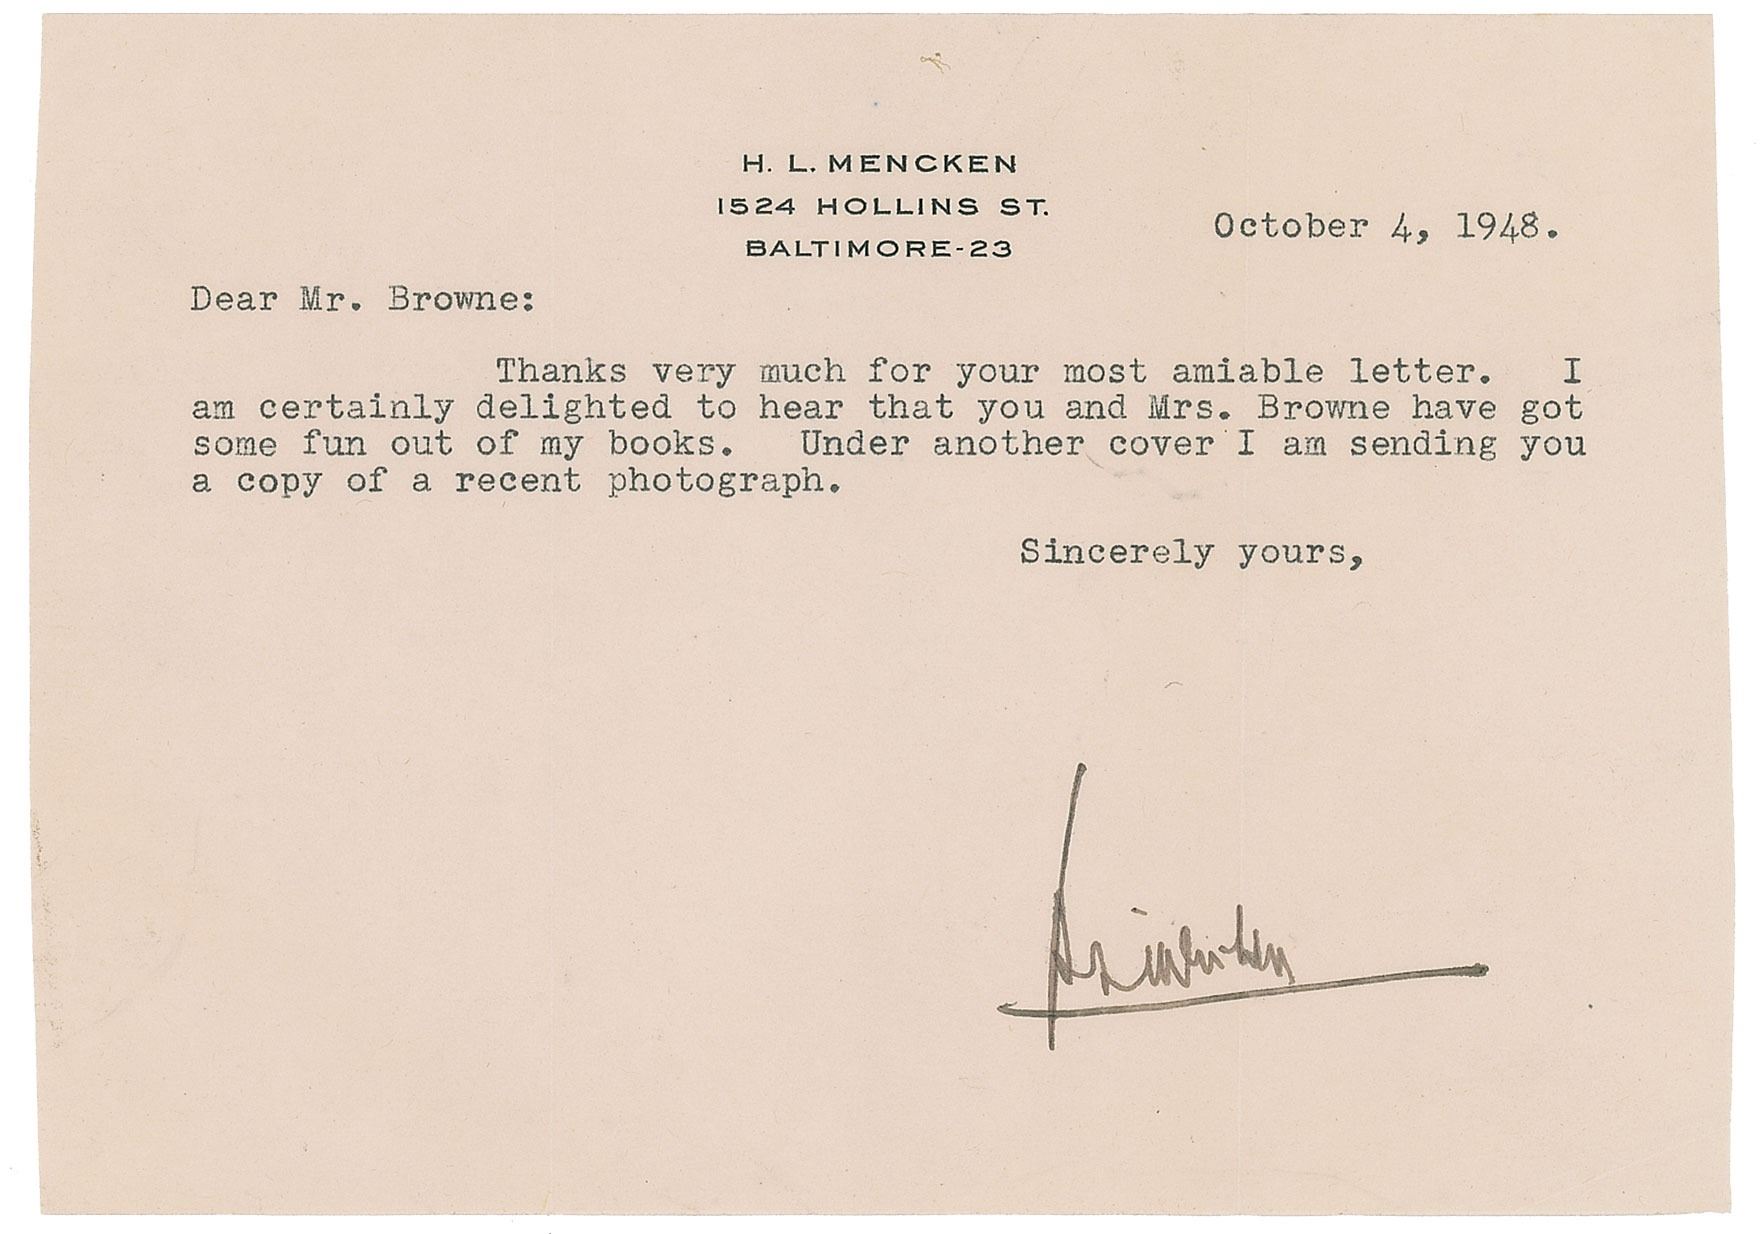 H. L. MENCKEN
1524 HOLLINS ST.
BALTIMORE-23
October 4, 1948.
Dear Mr. Browne:
Thanks very much for your most amiable letter. I
am certainly delighted to hear that you and Mrs. Browne have got
some fun out of my books. Under another cover I am sending you
a copy of a recent photograph.
Sincerely yours,
H L Mencken